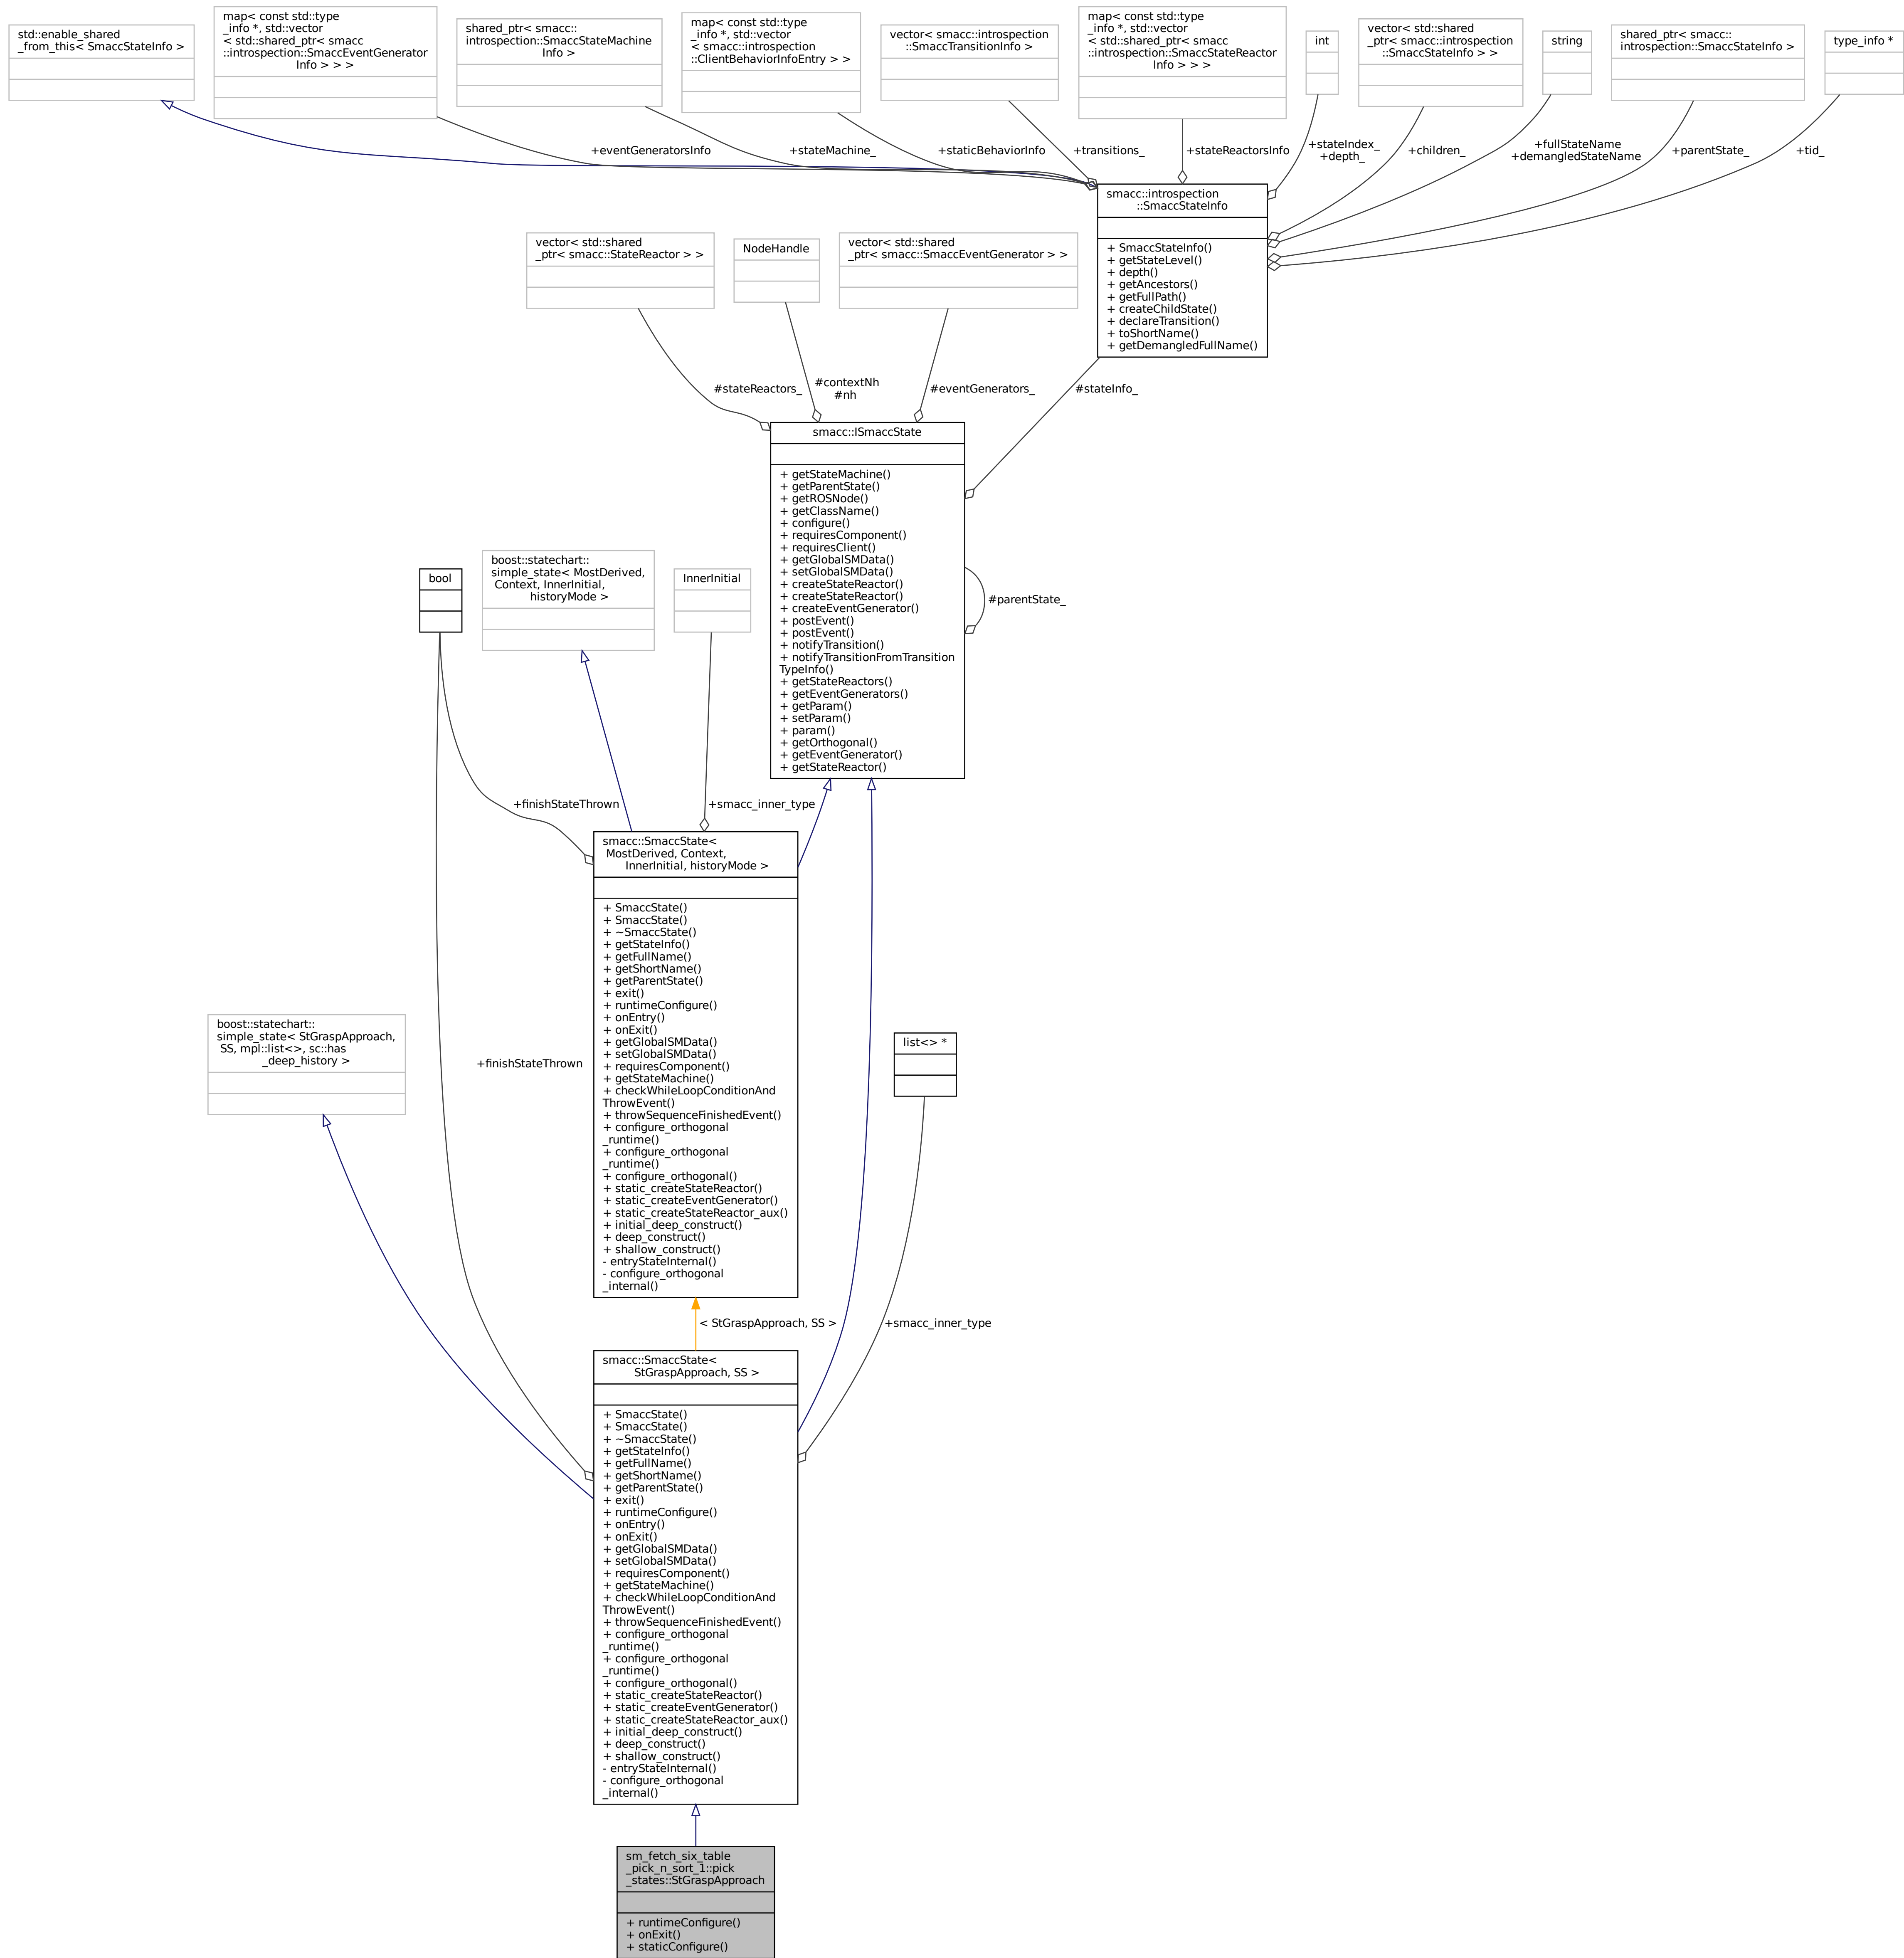 std::enable_shared
_from_this< SmaccStateInfo >
map< const std::type
_info *, std::vector
< std::shared_ptr< smacc
::introspection::SmaccEventGenerator
Info > > >
shared_ptr< smacc::
introspection::SmaccStateMachine
Info >
map< const std::type
_info *, std::vector
< smacc::introspection
::ClientBehaviorInfoEntry > >
vector< smacc::introspection
::SmaccTransitionInfo >
map< const std::type
_info *, std::vector
< std::shared_ptr< smacc
::introspection::SmaccStateReactor
Info > > >
int
vector< std::shared
_ptr< smacc::introspection
::SmaccStateInfo > >
string
shared_ptr< smacc::
introspection::SmaccStateInfo >
type_info *
+eventGeneratorsInfo
+stateMachine_
+staticBehaviorInfo
+transitions_
+stateReactorsInfo
+stateIndex_
+depth_
+children_
+fullStateName
+demangledStateName
+parentState_
+tid_
smacc::introspection
::SmaccStateInfo
+ SmaccStateInfo()
+ getStateLevel()
+ depth()
+ getAncestors()
+ getFullPath()
+ createChildState()
+ declareTransition()
+ toShortName()
+ getDemangledFullName()
vector< std::shared
_ptr< smacc::StateReactor > >
NodeHandle
vector< std::shared
_ptr< smacc::SmaccEventGenerator > >
#stateReactors_
#contextNh
#nh
#eventGenerators_
#stateInfo_
smacc::ISmaccState
+ getStateMachine()
+ getParentState()
+ getROSNode()
+ getClassName()
+ configure()
+ requiresComponent()
+ requiresClient()
+ getGlobalSMData()
+ setGlobalSMData()
+ createStateReactor()
+ createStateReactor()
+ createEventGenerator()
+ postEvent()
+ postEvent()
+ notifyTransition()
+ notifyTransitionFromTransition
TypeInfo()
+ getStateReactors()
+ getEventGenerators()
+ getParam()
+ setParam()
+ param()
+ getOrthogonal()
+ getEventGenerator()
+ getStateReactor()
#parentState_
bool
boost::statechart::
simple_state< MostDerived,
Context, InnerInitial,
historyMode >
InnerInitial
+finishStateThrown
+smacc_inner_type
smacc::SmaccState<
MostDerived, Context,
InnerInitial, historyMode >
+ SmaccState()
+ SmaccState()
+ ~SmaccState()
+ getStateInfo()
+ getFullName()
+ getShortName()
+ getParentState()
+ exit()
+ runtimeConfigure()
+ onEntry()
+ onExit()
+ getGlobalSMData()
+ setGlobalSMData()
+ requiresComponent()
+ getStateMachine()
+ checkWhileLoopConditionAnd
ThrowEvent()
+ throwSequenceFinishedEvent()
+ configure_orthogonal
_runtime()
+ configure_orthogonal
_runtime()
+ configure_orthogonal()
+ static_createStateReactor()
+ static_createEventGenerator()
+ static_createStateReactor_aux()
+ initial_deep_construct()
+ deep_construct()
+ shallow_construct()
- entryStateInternal()
- configure_orthogonal
_internal()
boost::statechart::
simple_state< StGraspApproach,
SS, mpl::list<>, sc::has
_deep_history >
+finishStateThrown
list<> *
< StGraspApproach, SS >
+smacc_inner_type
smacc::SmaccState<
StGraspApproach, SS >
+ SmaccState()
+ SmaccState()
+ ~SmaccState()
+ getStateInfo()
+ getFullName()
+ getShortName()
+ getParentState()
+ exit()
+ runtimeConfigure()
+ onEntry()
+ onExit()
+ getGlobalSMData()
+ setGlobalSMData()
+ requiresComponent()
+ getStateMachine()
+ checkWhileLoopConditionAnd
ThrowEvent()
+ throwSequenceFinishedEvent()
+ configure_orthogonal
_runtime()
+ configure_orthogonal
_runtime()
+ configure_orthogonal()
+ static_createStateReactor()
+ static_createEventGenerator()
+ static_createStateReactor_aux()
+ initial_deep_construct()
+ deep_construct()
+ shallow_construct()
- entryStateInternal()
- configure_orthogonal
_internal()
sm_fetch_six_table
_pick_n_sort_1::pick
_states::StGraspApproach
+ runtimeConfigure()
+ onExit()
+ staticConfigure()